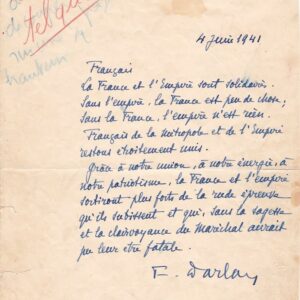 tel que
4 Juin 1941
Français
La France et l'Empire sont solidaires.
Sans l'empire, la France est peu de chose;
sans la France, l'empire n'est rien.
Français de la métropole et de l'Empire
restons étroitement unis.
Grâce à notre union, à notre énergie, à
notre patriotisme, la France et l'empire
sortiront plus forts de la rude épreuve
qu'ils subissent et qui, sans la sagesse
et la clairvoyance du Maréchal aurait
pu leur être fatale.
F. Darlan